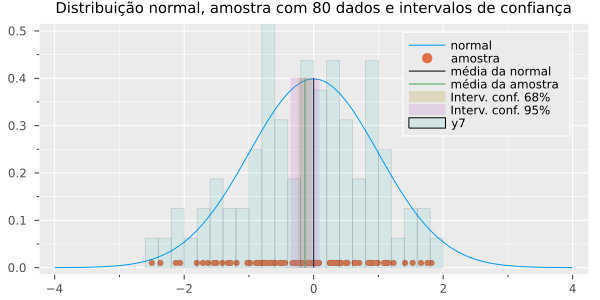 Distribuição normal, amostra com 80 dados e intervalos de confiança
0.5
0.4
0.3
0.2
0.1
0.0
−4
−2
0
2
4
normal
amostra
média da normal
média da amostra
Interv. conf. 68%
Interv. conf. 95%
y7